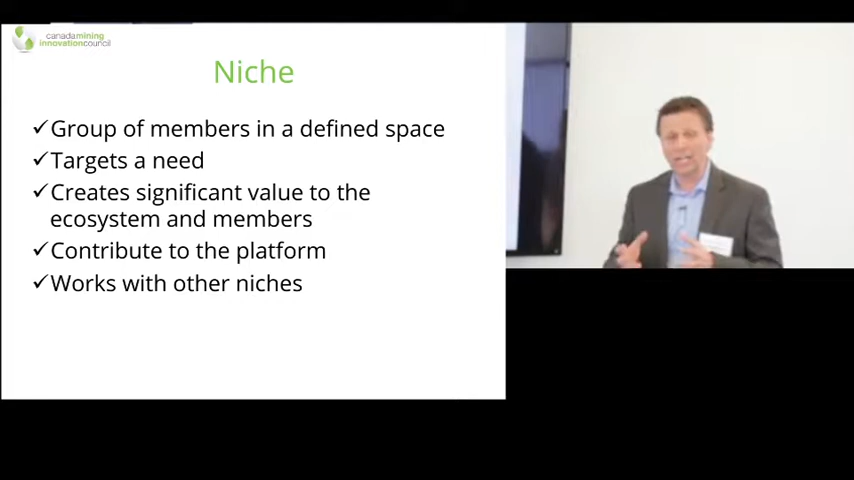 canadamining
innovationcouncil
Niche
✓Group of members in a defined space
✓Targets a need
✓Creates significant value to the
ecosystem and members
✓Contribute to the platform
✓Works with other niches